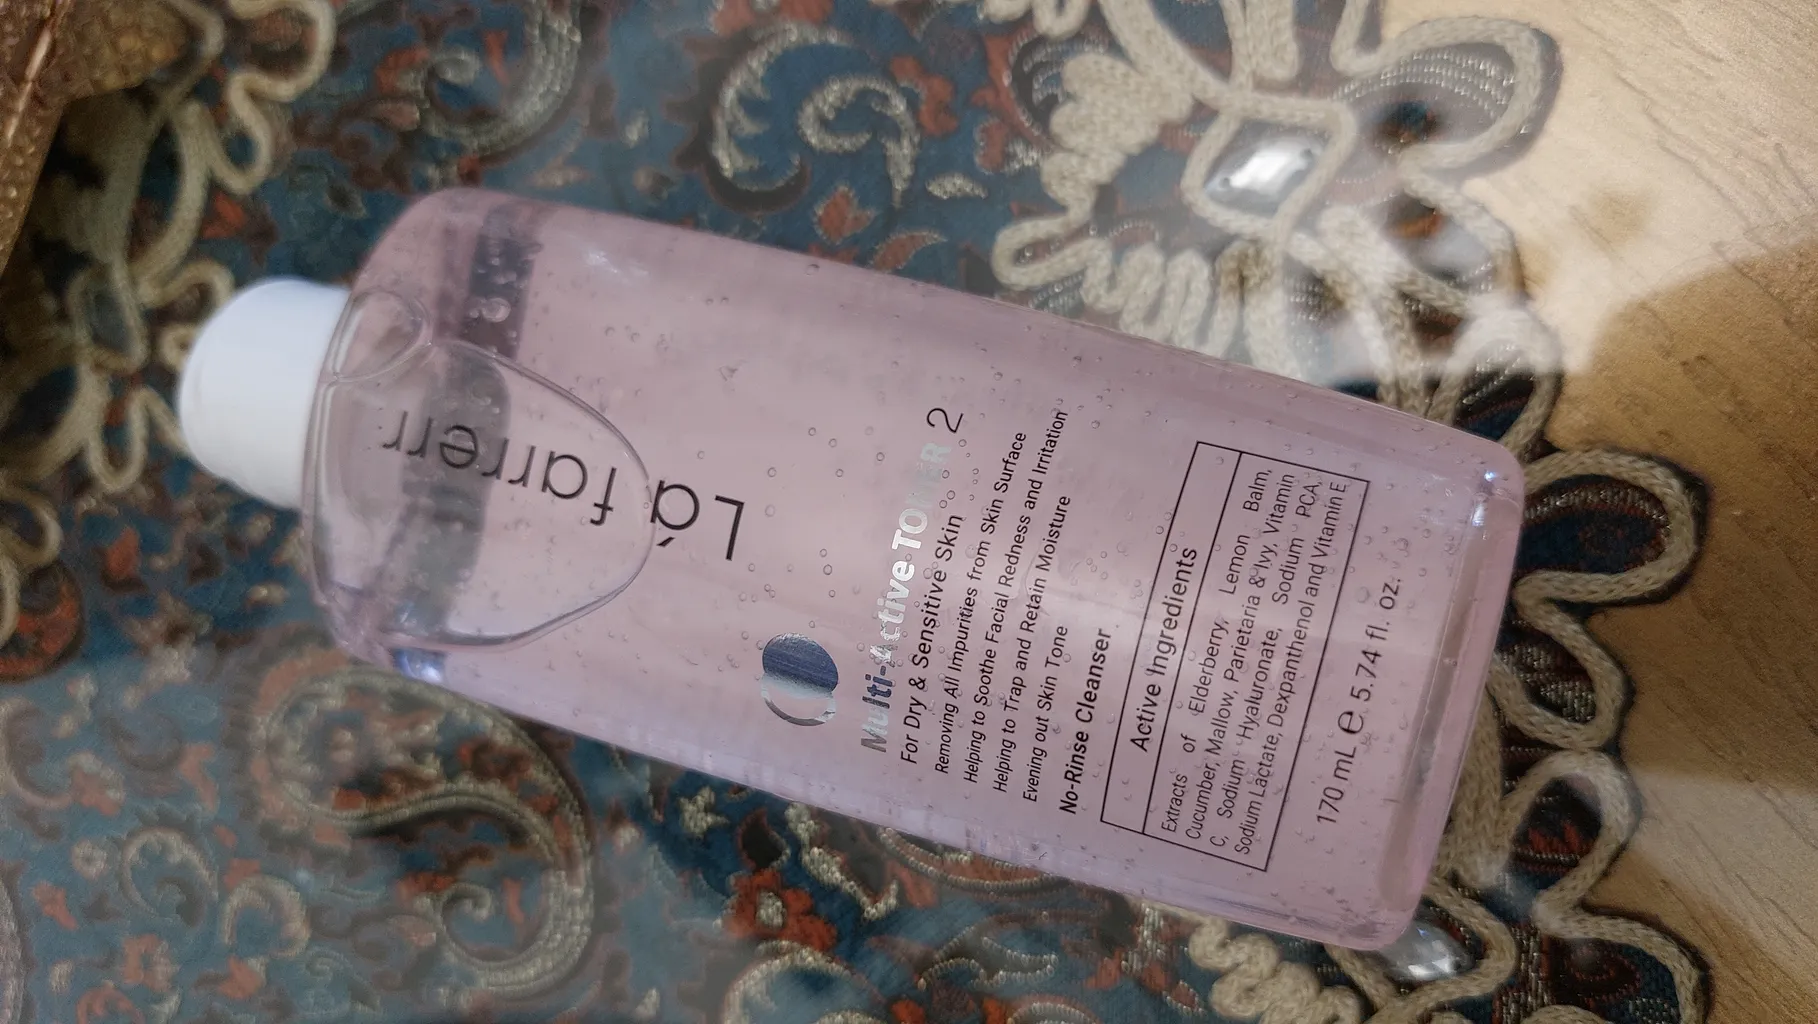 Lá farrerr
Multi-Active TONER 2
For Dry & Sensitive Skin
Removing All Impurities from Skin Surface
Helping to Soothe Facial Redness and Irritation
Helping to Trap and Retain Moisture
Evening out Skin Tone
No-Rinse Cleanser
Active Ingredients
Extracts of Elderberry, Lemon Balm,
Cucumber, Mallow, Parietaria & Ivy, Vitamin
C, Sodium Hyaluronate, Sodium PCA,
Sodium Lactate, Dexpanthenol and Vitamin E
170 mL ℮ 5.74 fl. oz.